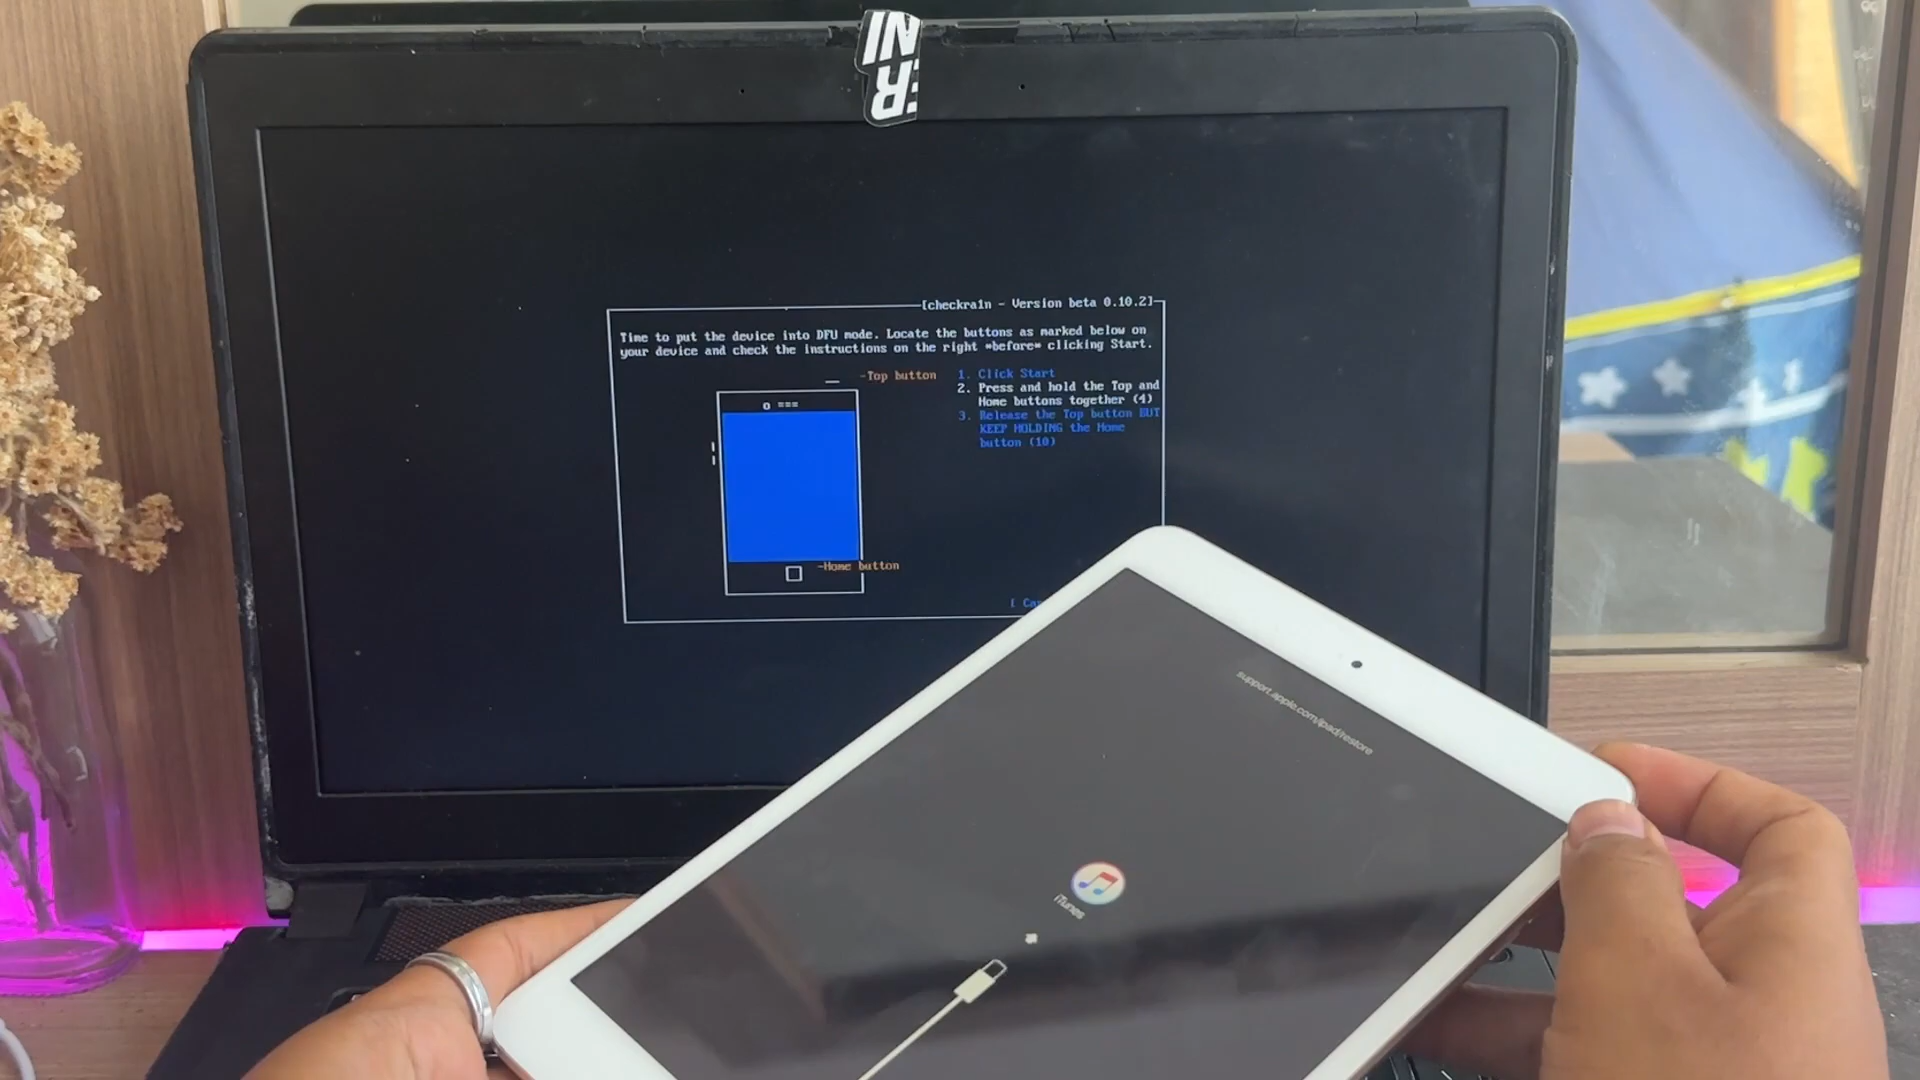 ER
NI
[checkra1n - Version beta 0.10.2]
Time to put the device into DFU mode. Locate the buttons as marked below on
your device and check the instructions on the right *before* clicking Start.
-Top button
1. Click Start
2. Press and hold the Top and
Home buttons together (4)
3. Release the Top button BUT
KEEP HOLDING the Home
button (10)
o ===
-Home button
support.apple.com/ipad/restore
iTunes